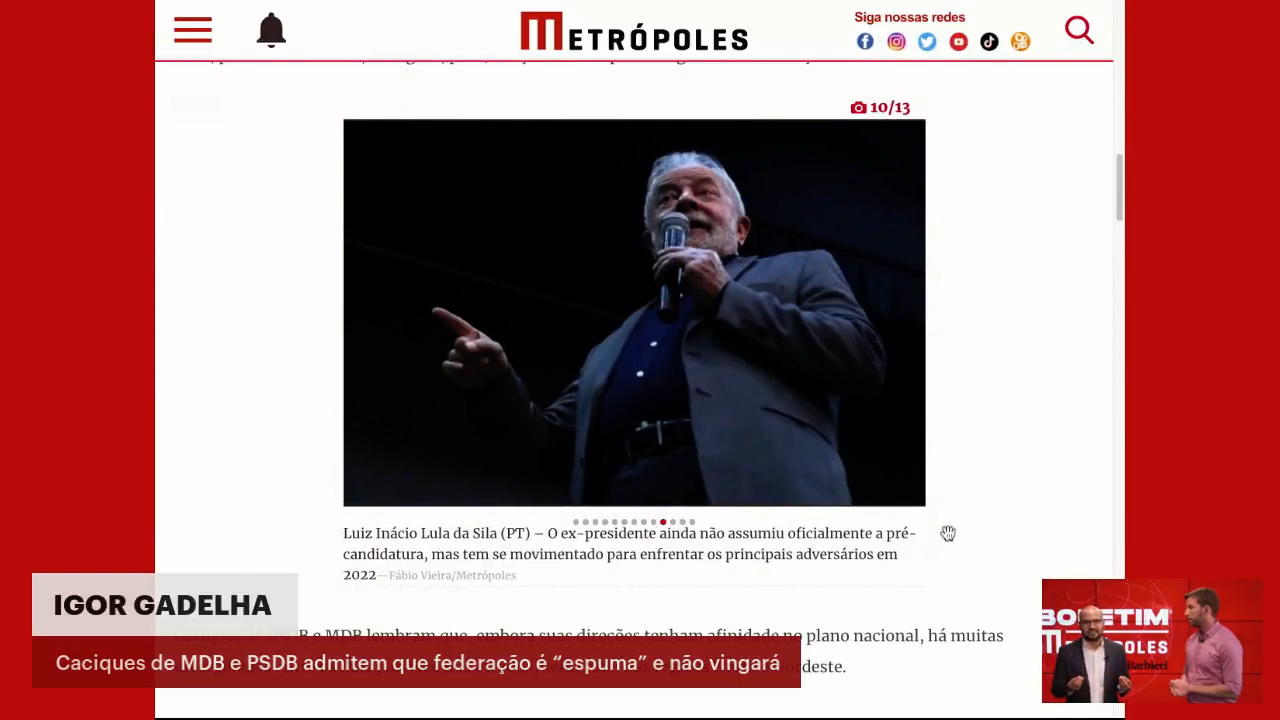 METRÓPOLES
Siga nossas redes
10/13
Luiz Inácio Lula da Sila (PT) – O ex-presidente ainda não assumiu oficialmente a pré-
candidatura, mas tem se movimentado para enfrentar os principais adversários em
2022—Fábio Vieira/Metrópoles
IGOR GADELHA
e MDB lembram que, embora suas direções tenham afinidade no plano nacional, há muitas
Caciques de MDB e PSDB admitem que federação é “espuma” e não vingará
ordeste.
BOLETIM
METRÓPOLES
Barbieri